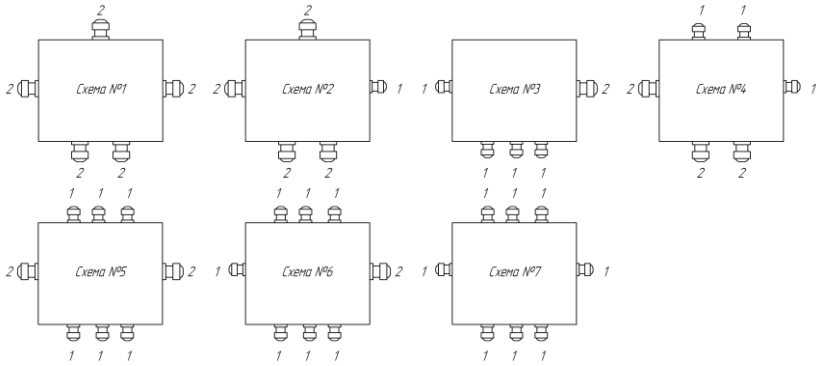 2 2 1 1
2 Схема №1 2 2 Схема №2 1 1 Схема №3 2 2 Схема №4 1
2 2 2 2 1 1 1 2 2
1 1 1 1 1 1 1 1 1
2 Схема №5 2 1 Схема №6 2 1 Схема №7 1
1 1 1 1 1 1 1 1 1